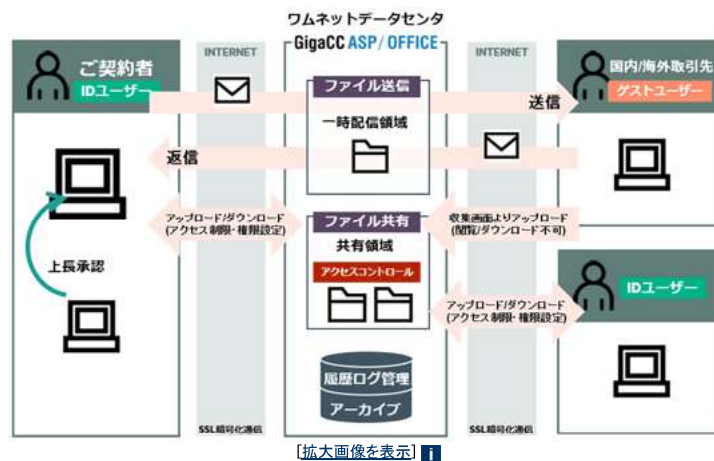 ワムネットデータセンタ
GigaCC ASP/OFFICE
ご契約者
IDユーザー
INTERNET
INTERNET
国内/海外取引先
ゲストユーザー
ファイル送信
一時配信領域
送信
返信
アップロード/ダウンロード
(アクセス制限・権限設定)
ファイル共有
共有領域
アクセスコントロール
収集画面よりアップロード
(閲覧/ダウンロード不可)
上長承認
IDユーザー
アップロード/ダウンロード
(アクセス制限・権限設定)
履歴ログ管理
アーカイブ
SSL暗号化通信
SSL暗号化通信
[拡大画像を表示] i